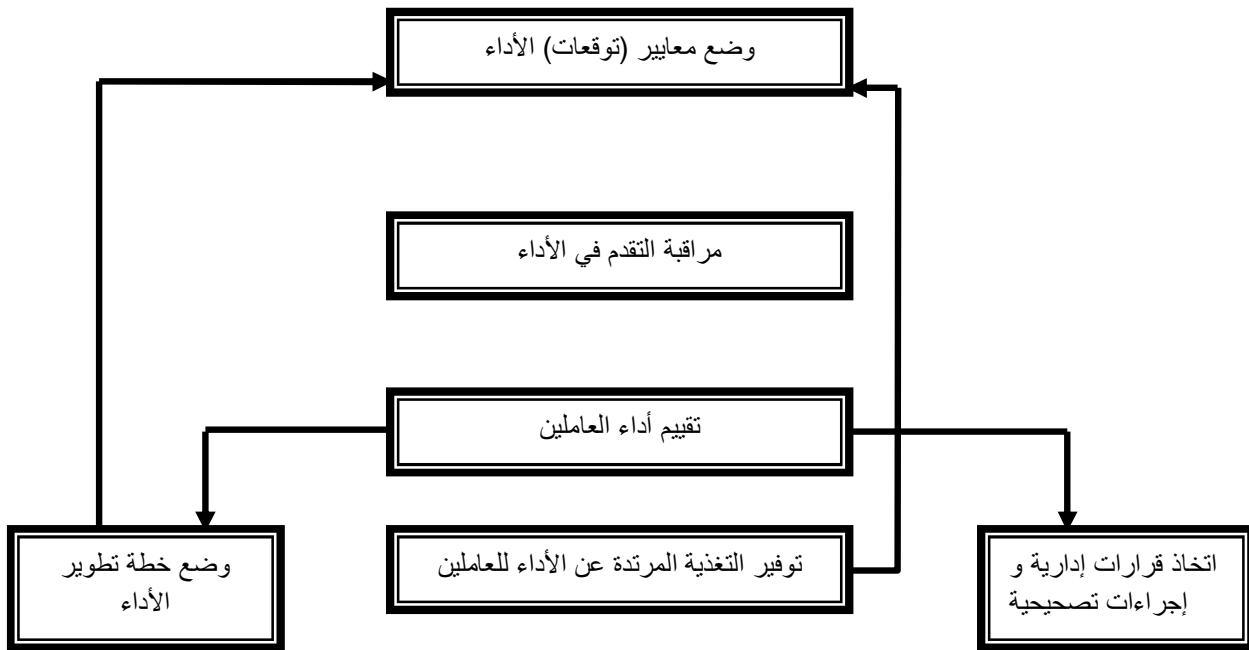 وضع معايير (توقعات) الأداء
مراقبة التقدم في الأداء
تقييم أداء العاملين
اتخاذ قرارات إدارية و
إجراءات تصحيحية
توفير التغذية المرتدة عن الأداء للعاملين
وضع خطة تطوير
الأداء